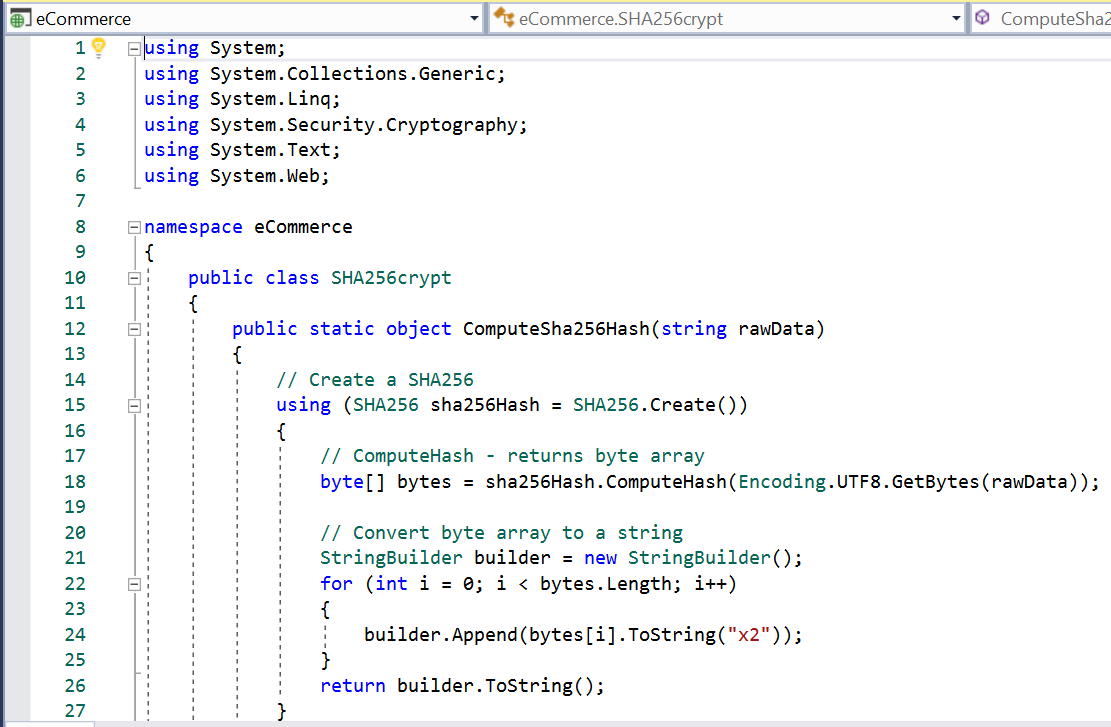 eCommerce eCommerce.SHA256crypt ComputeSha2
1 using System;
2 using System.Collections.Generic;
3 using System.Linq;
4 using System.Security.Cryptography;
5 using System.Text;
6 using System.Web;
7
8 namespace eCommerce
9 {
10 public class SHA256crypt
11 {
12 public static object ComputeSha256Hash(string rawData)
13 {
14 // Create a SHA256
15 using (SHA256 sha256Hash = SHA256.Create())
16 {
17 // ComputeHash - returns byte array
18 byte[] bytes = sha256Hash.ComputeHash(Encoding.UTF8.GetBytes(rawData));
19
20 // Convert byte array to a string
21 StringBuilder builder = new StringBuilder();
22 for (int i = 0; i < bytes.Length; i++)
23 {
24 builder.Append(bytes[i].ToString("x2"));
25 }
26 return builder.ToString();
27 }